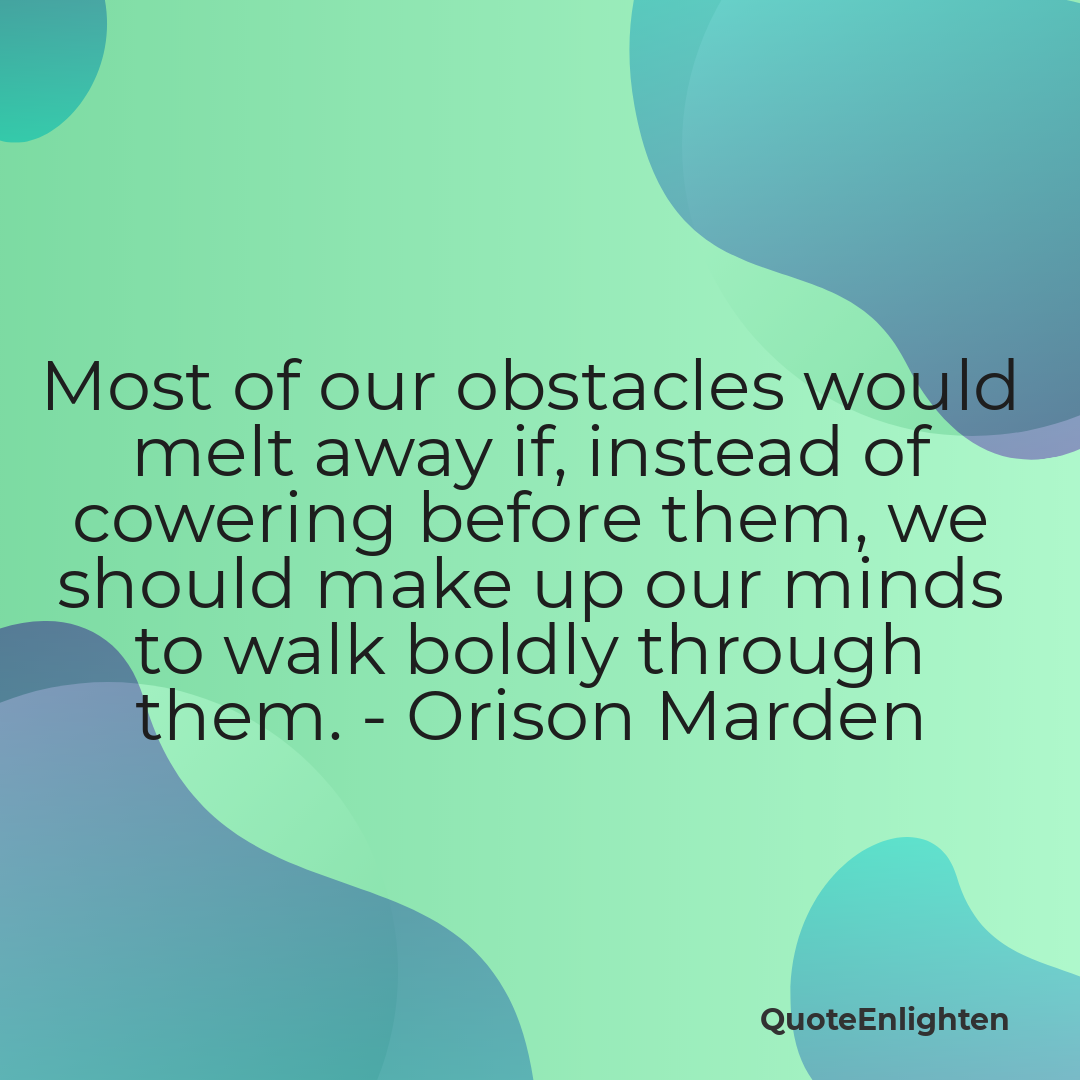 Most of our obstacles would
melt away if, instead of
cowering before them, we
should make up our minds
to walk boldly through
them. - Orison Marden
QuoteEnlighten